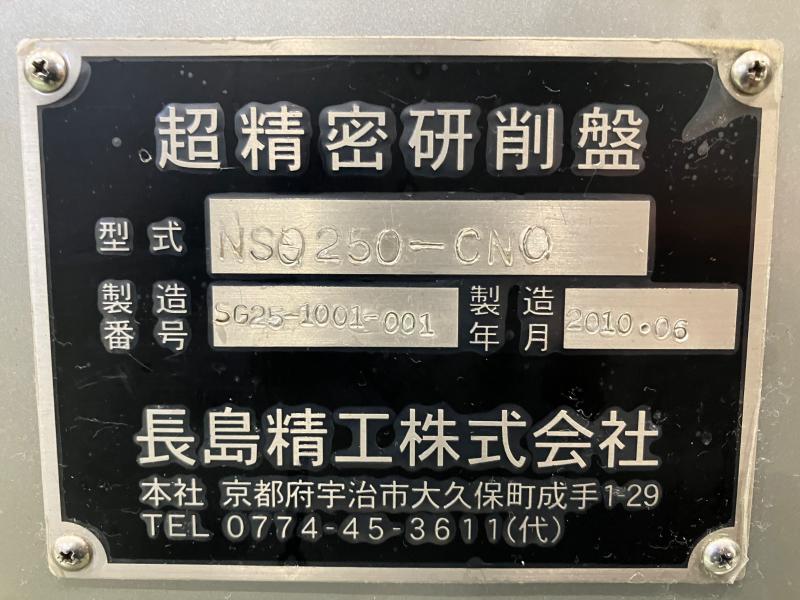 超精密研削盤
型式 NSG250-CNC
製造番号 SG25-1001-001 製造年月 2010.06
長島精工株式会社
本社 京都府宇治市大久保町成手1-29
TEL 0774-45-3611(代)